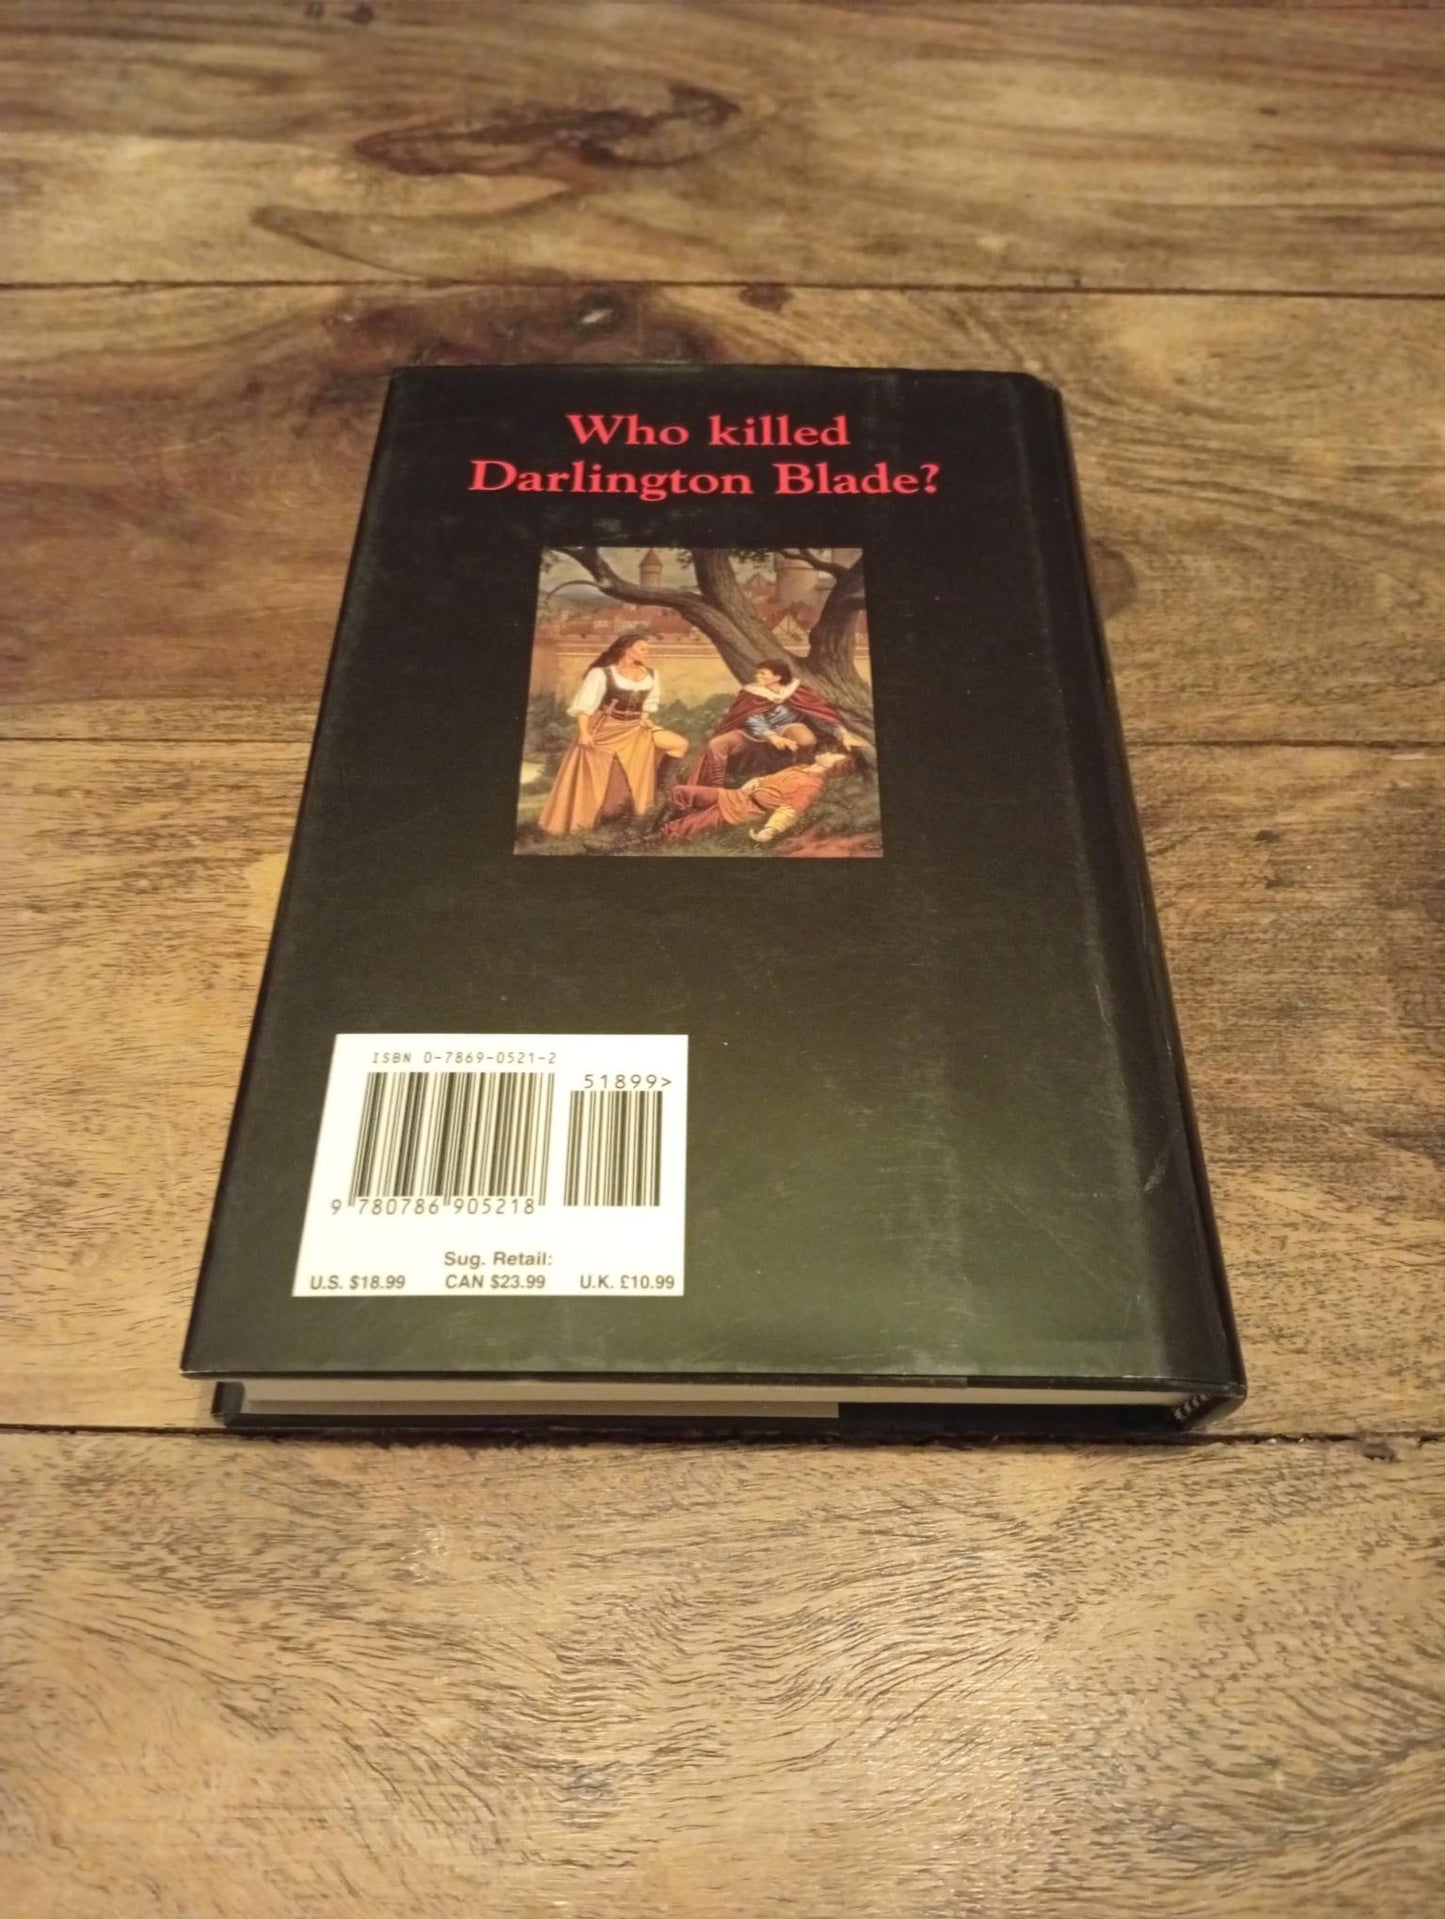 Who killed
Darlington Blade?
ISBN 0-7869-0521-2
51899>
9 780786 905218
Sug. Retail:
U.S. $18.99 CAN $23.99 U.K. £10.99